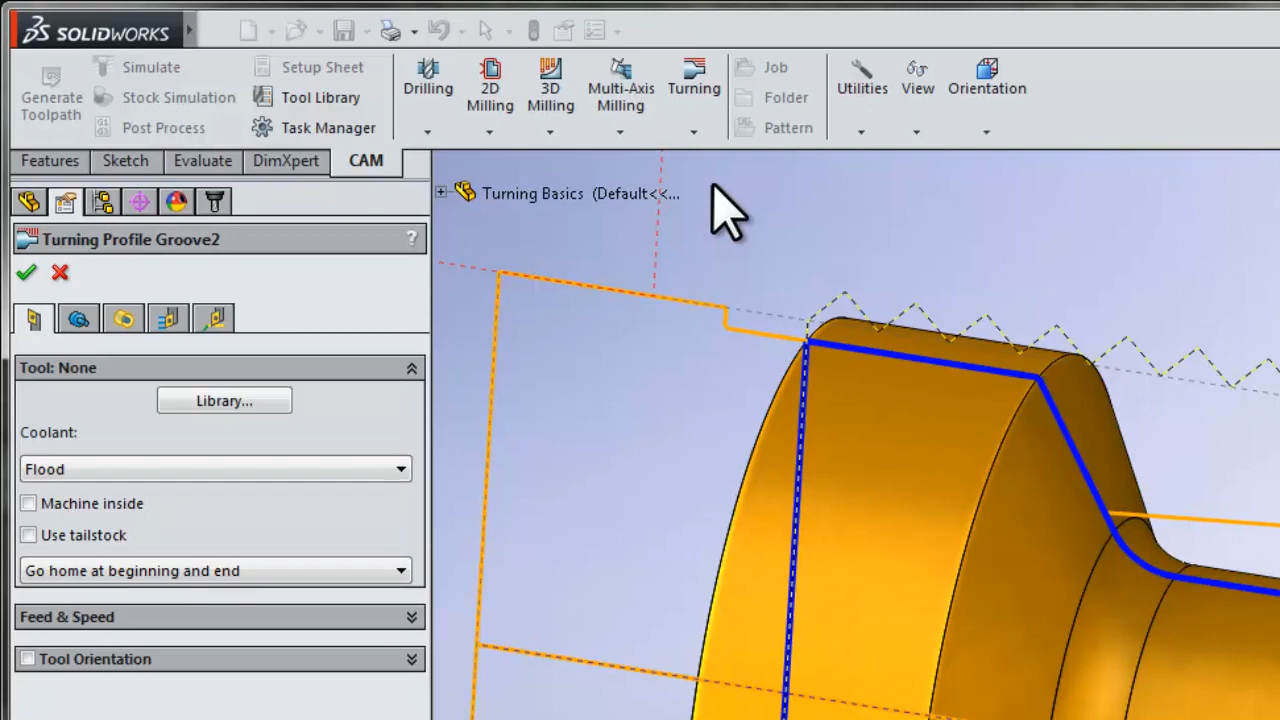 SOLIDWORKS
Generate Toolpath
Simulate
Stock Simulation
Post Process
Setup Sheet
Tool Library
Task Manager
Drilling
2D Milling
3D Milling
Multi-Axis Milling
Turning
Job
Folder
Pattern
Utilities
View
Orientation
Features
Sketch
Evaluate
DimXpert
CAM
Turning Basics (Default<<...
Turning Profile Groove2
?
Tool: None
Library...
Coolant:
Flood
Machine inside
Use tailstock
Go home at beginning and end
Feed & Speed
Tool Orientation